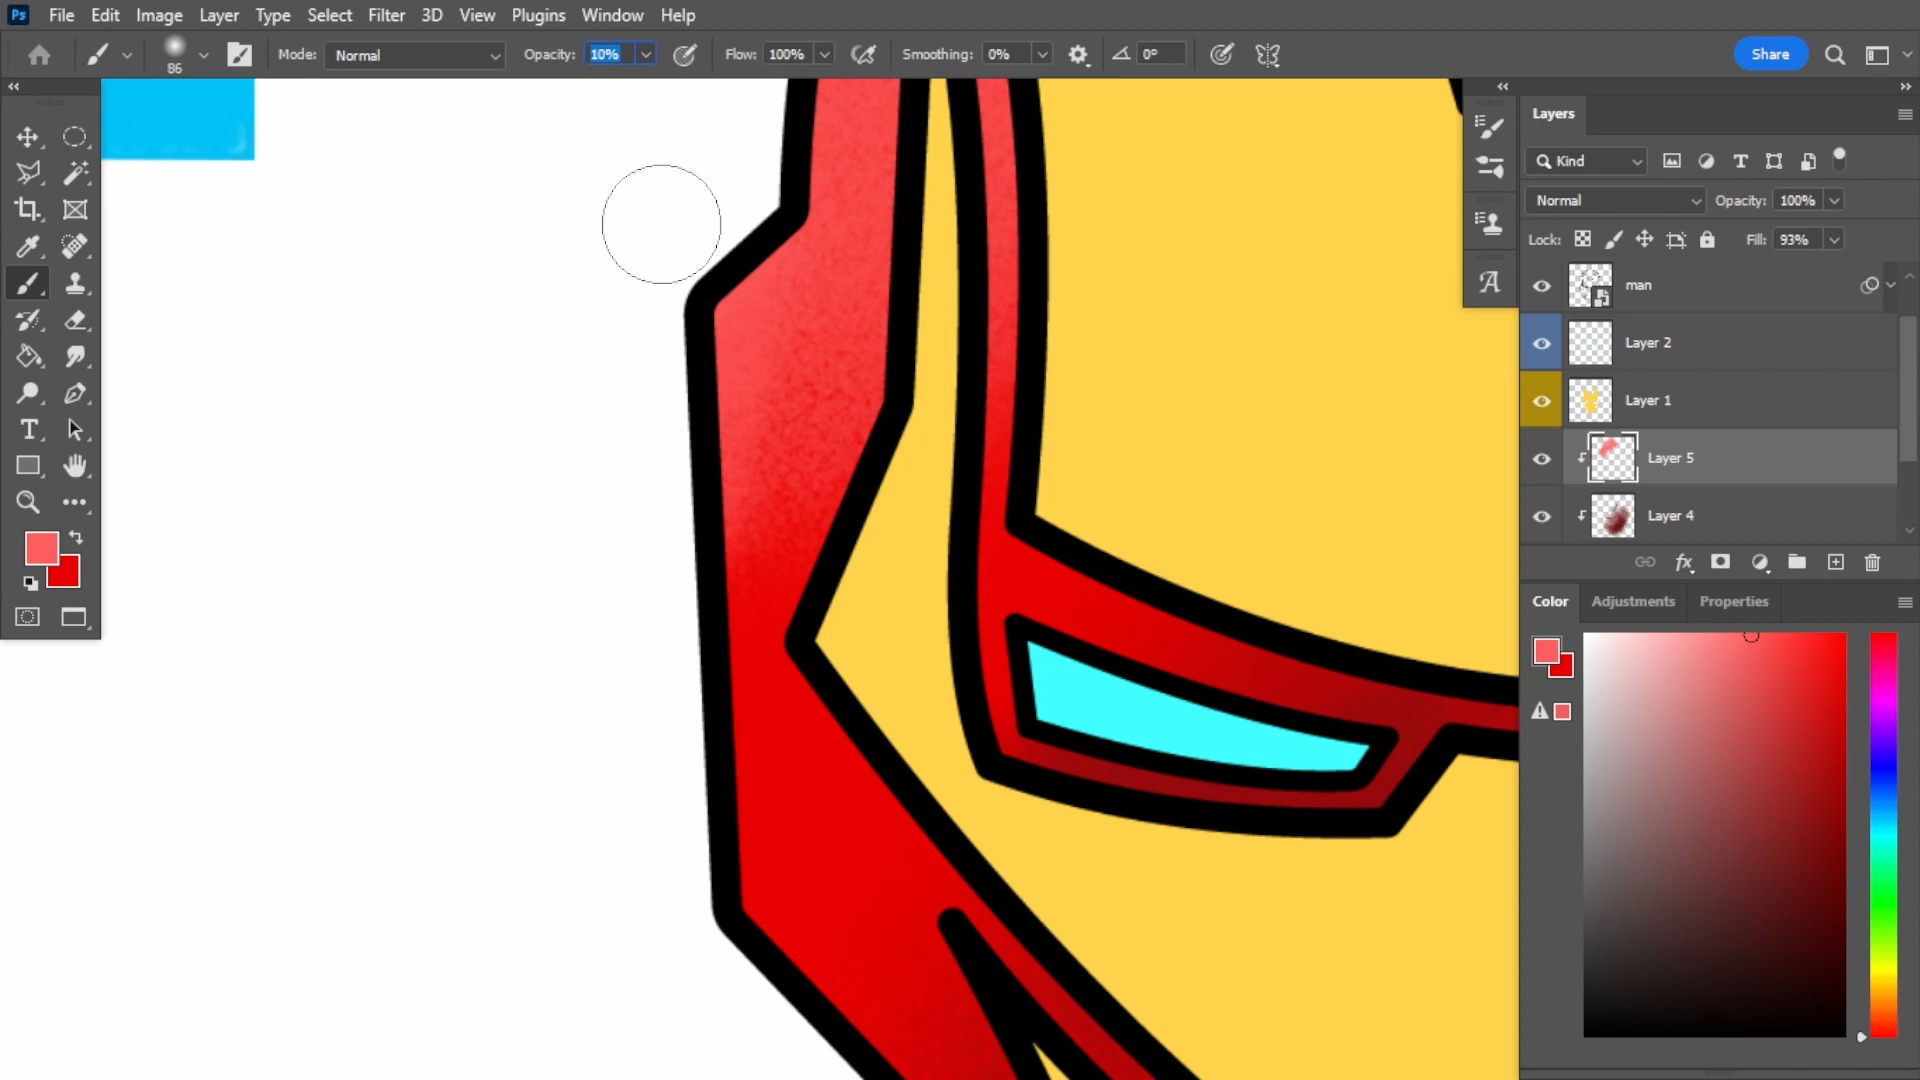 Ps File Edit Image Layer Type Select Filter 3D View Plugins Window Help
86 Mode: Normal Opacity: 10% Flow: 100% Smoothing: 0% 0° Share
Layers
Kind
Normal Opacity: 100%
Lock: Fill: 93%
man
Layer 2
Layer 1
Layer 5
Layer 4
fx
Color Adjustments Properties